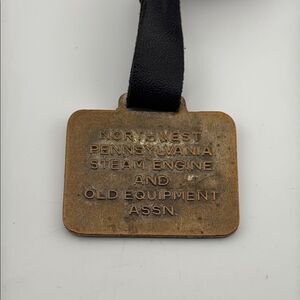 NORTHWEST
PENNSYLVANIA
STEAM ENGINE
AND
OLD EQUIPMENT
ASSN.